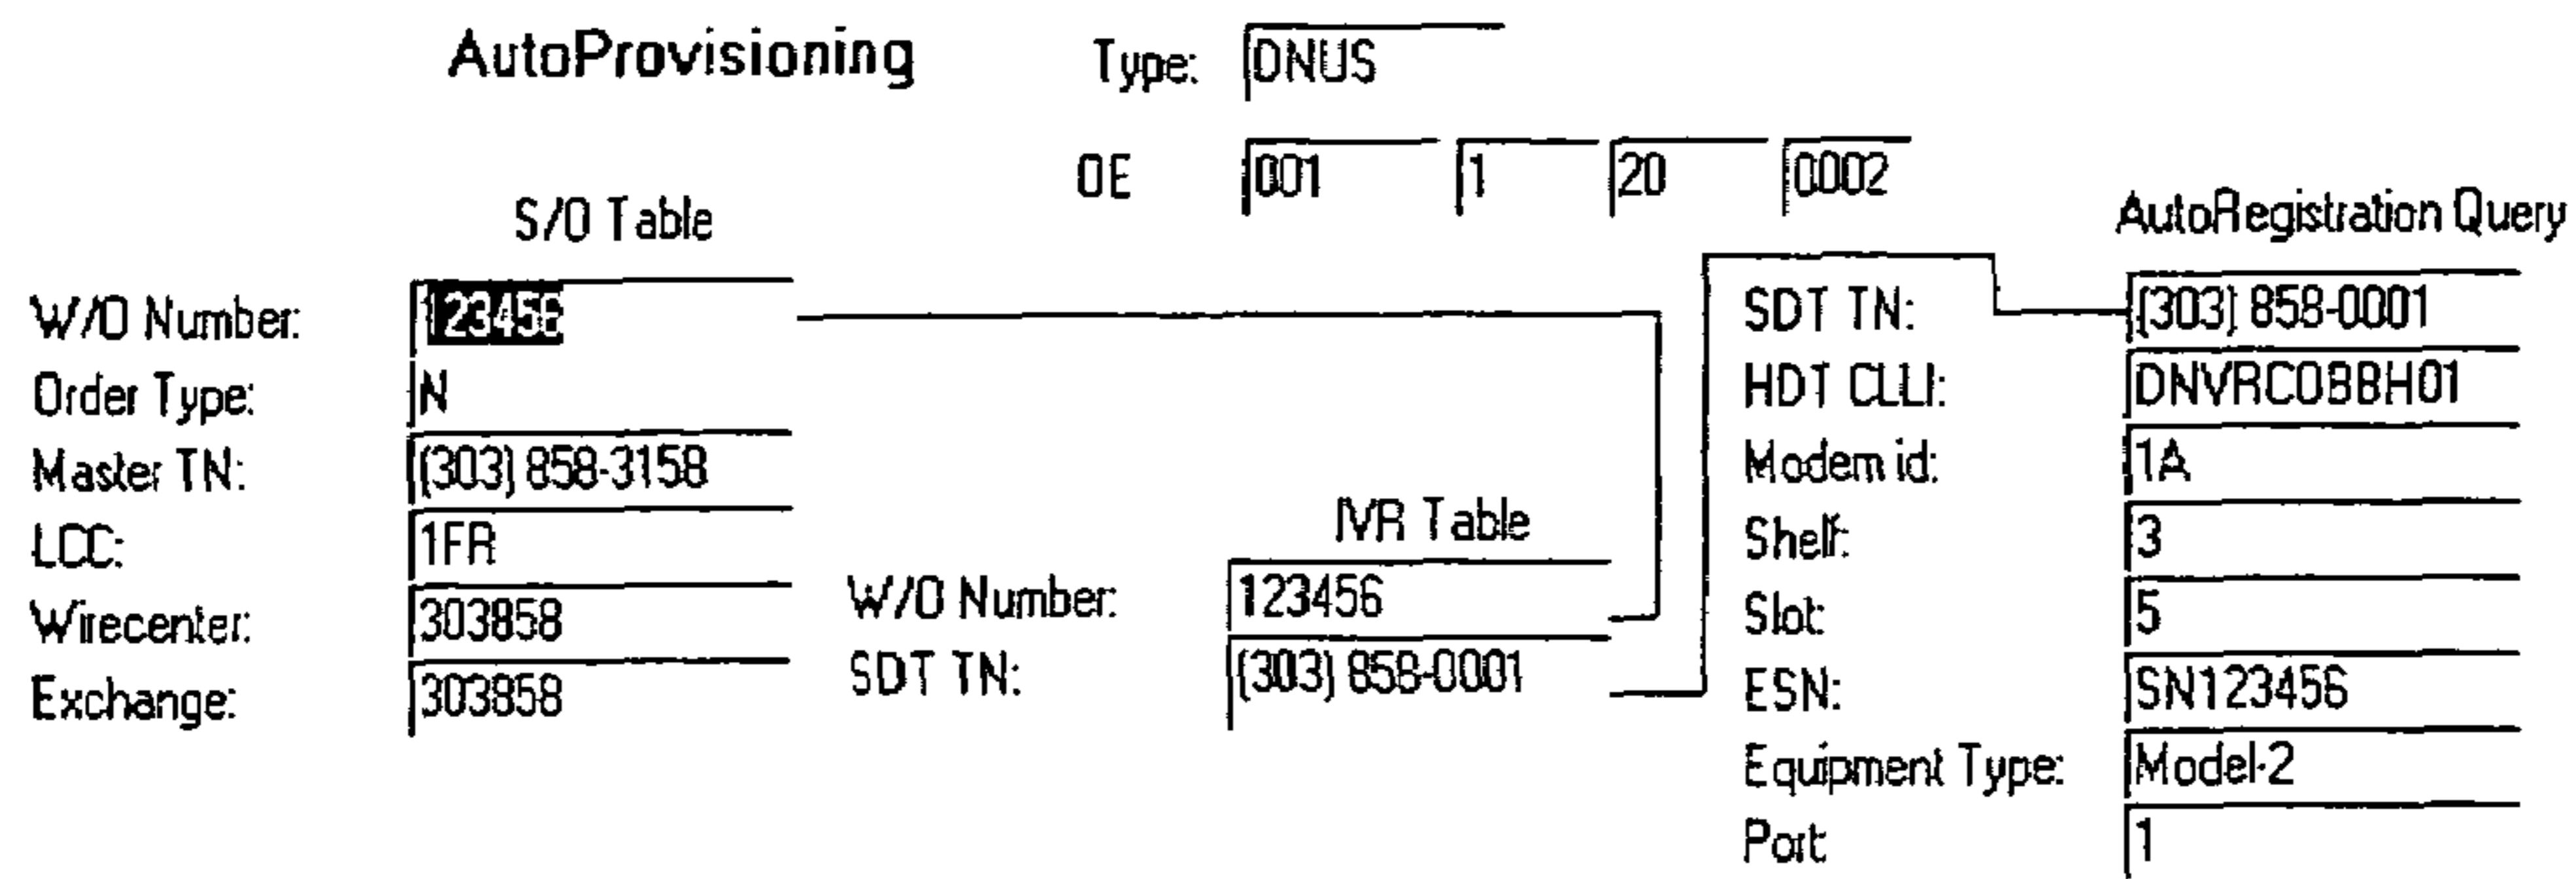 AutoProvisioning Type: DNUS
OE 001 1 20 0002
S/O Table
W/O Number: 123456
Order Type: N
Master TN: (303) 858-3158
LCC: 1FR
Wirecenter: 303858
Exchange: 303858
IVR Table
W/O Number: 123456
SDT TN: (303) 858-0001
AutoRegistration Query
SDT TN: (303) 858-0001
HDT CLLI: DNVRCOBBH01
Modem id: 1A
Shelf: 3
Slot: 5
ESN: SN123456
Equipment Type: Model-2
Port: 1